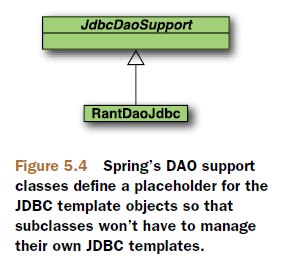 JdbcDaoSupport
RantDaoJdbc
Figure 5.4 Spring's DAO support
classes define a placeholder for the
JDBC template objects so that
subclasses won't have to manage
their own JDBC templates.